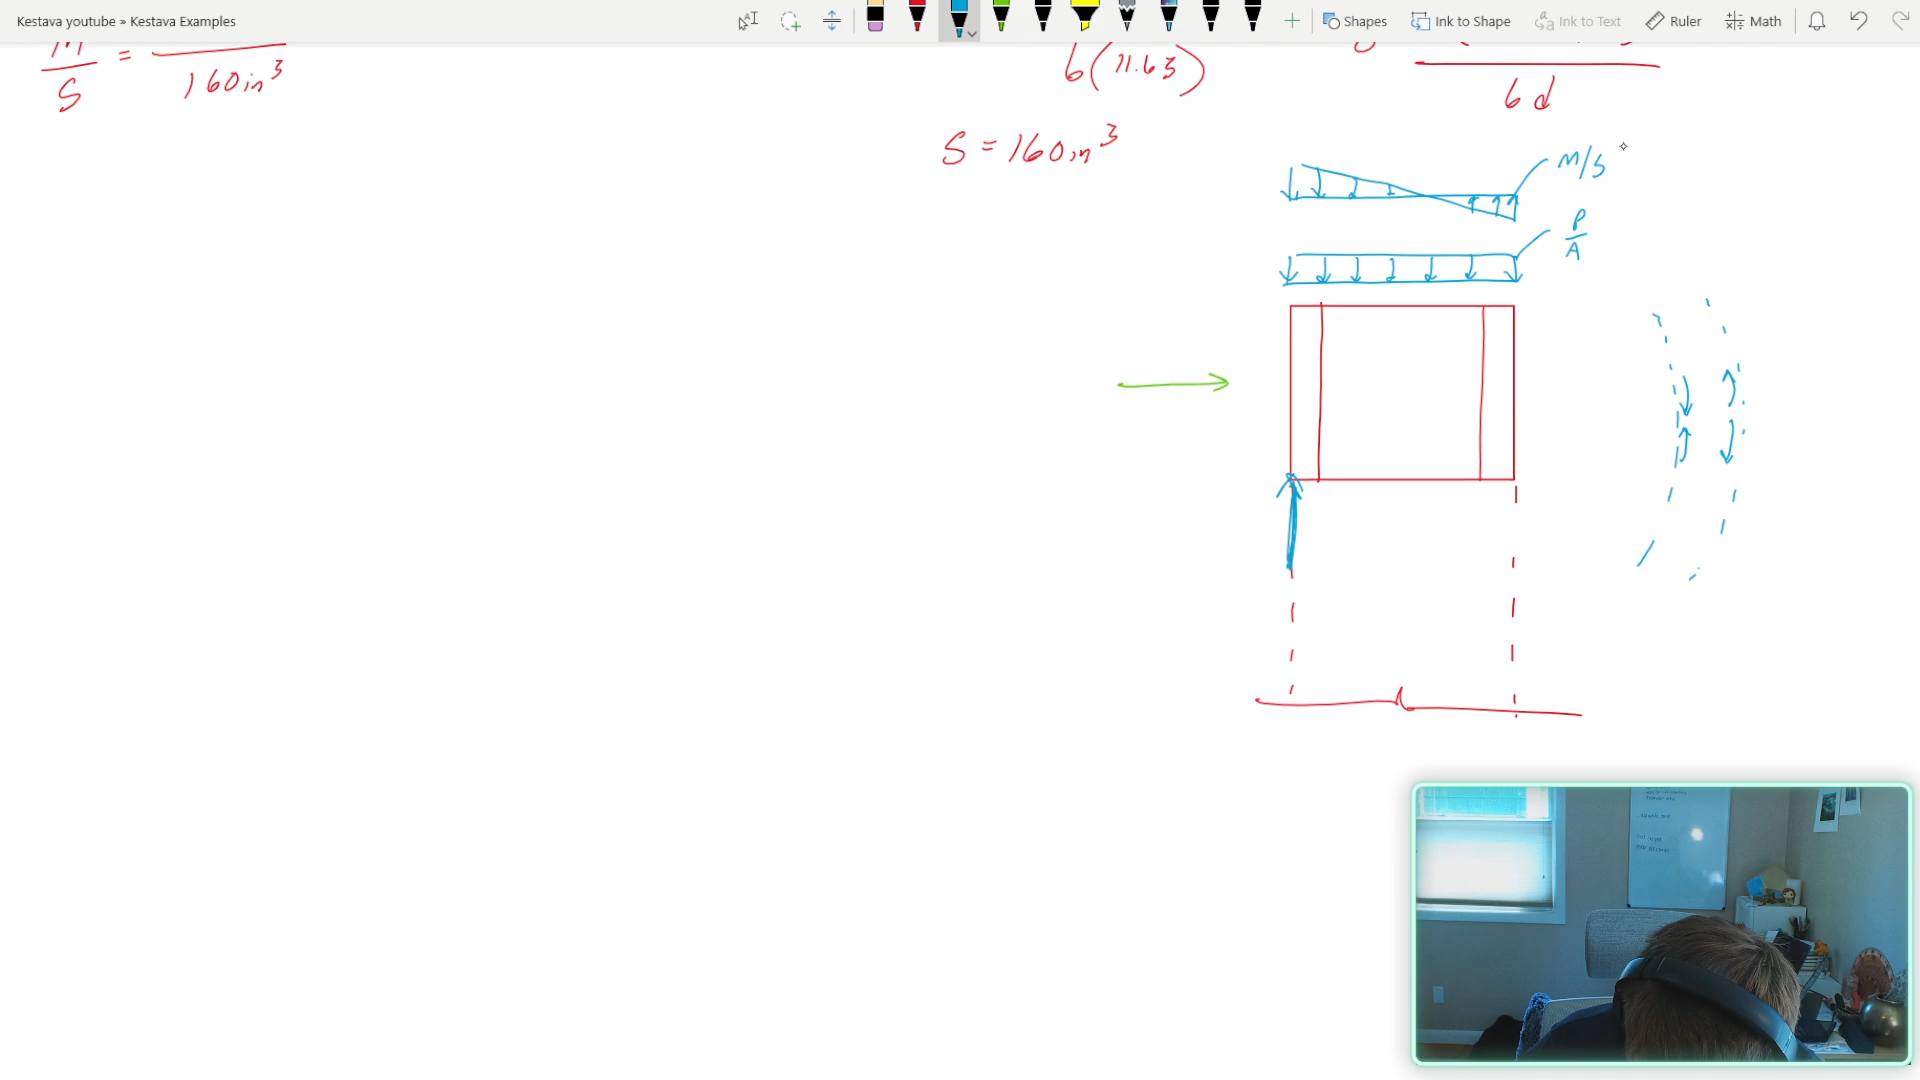 Kestava youtube » Kestava Examples
Shapes
Ink to Shape
Ink to Text
Ruler
Math
M/S =
160in³
6(11.63)
6d
S = 160in³
M/S
P/A